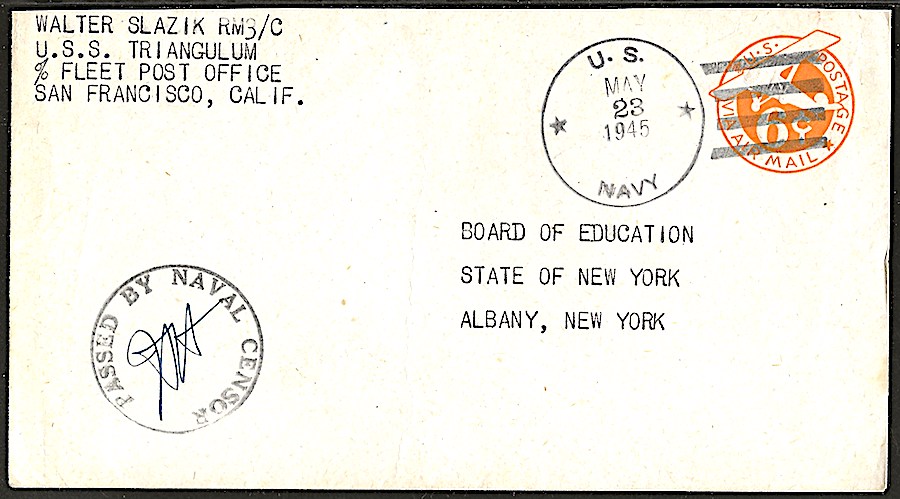 WALTER SLAZIK RM3/C
U.S.S. TRIANGULUM
% FLEET POST OFFICE
SAN FRANCISCO, CALIF.
U. S.
MAY
23
1945
NAVY
U.S. POSTAGE
6¢
VIA AIR MAIL
BOARD OF EDUCATION
STATE OF NEW YORK
ALBANY, NEW YORK
PASSED BY NAVAL CENSOR